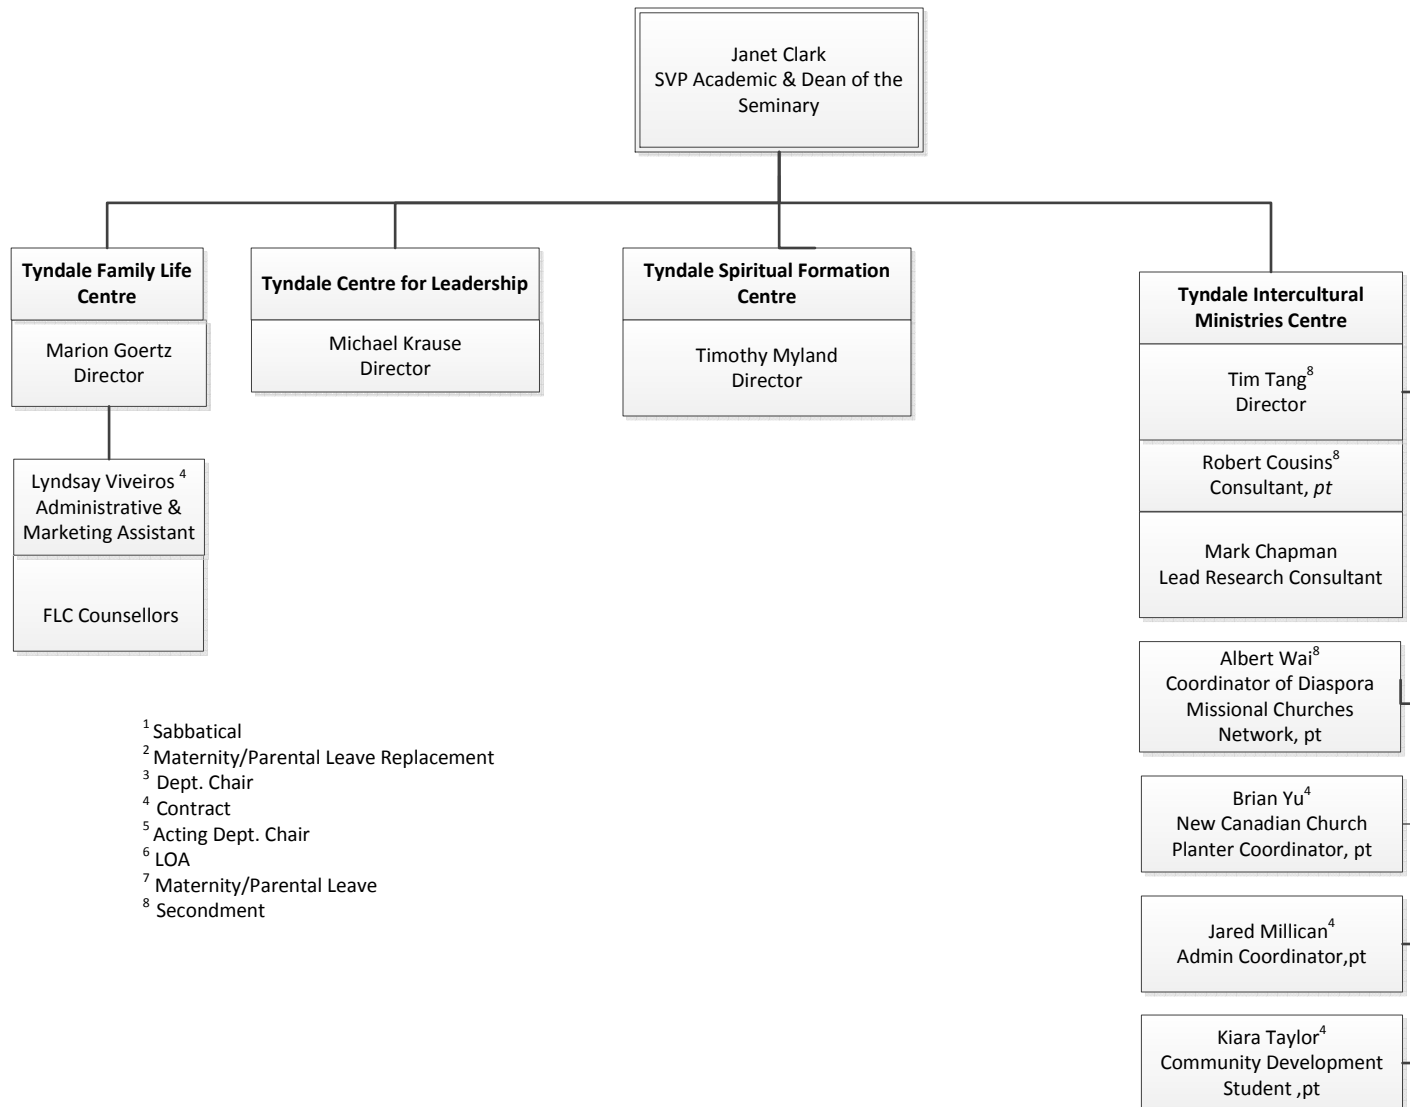 Janet Clark
SVP Academic & Dean of the
Seminary
Tyndale Family Life
Centre
Marion Goertz
Director
Lyndsay Viveiros 4
Administrative &
Marketing Assistant
FLC Counsellors
Tyndale Centre for Leadership
Michael Krause
Director
Tyndale Spiritual Formation
Centre
Timothy Myland
Director
Tyndale Intercultural
Ministries Centre
Tim Tang8
Director
Robert Cousins8
Consultant, pt
Mark Chapman
Lead Research Consultant
Albert Wai8
Coordinator of Diaspora
Missional Churches
Network, pt
Brian Yu4
New Canadian Church
Planter Coordinator, pt
Jared Millican4
Admin Coordinator,pt
Kiara Taylor4
Community Development
Student ,pt
1 Sabbatical
2 Maternity/Parental Leave Replacement
3 Dept. Chair
4 Contract
5 Acting Dept. Chair
6 LOA
7 Maternity/Parental Leave
8 Secondment